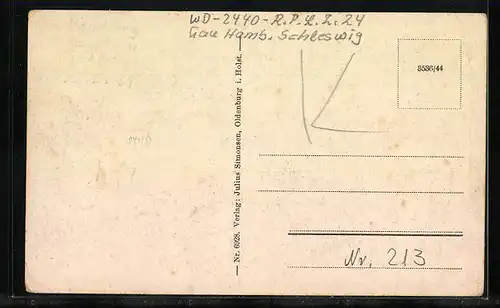 WD-2440-R.P.L.Z.24
Gau Hamb. Schleswig
3536/44
Nr. 6928. Verlag: Julius Simonsen, Oldenburg i. Holst.
Nr. 213